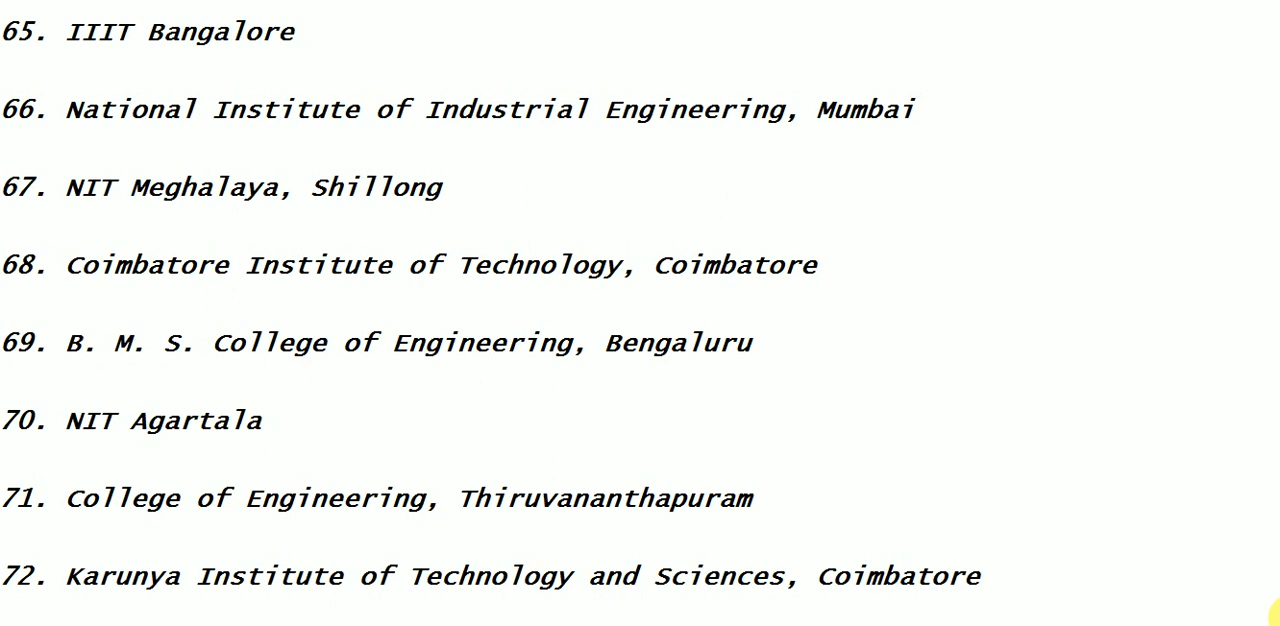 65. IIIT Bangalore
66. National Institute of Industrial Engineering, Mumbai
67. NIT Meghalaya, Shillong
68. Coimbatore Institute of Technology, Coimbatore
69. B. M. S. College of Engineering, Bengaluru
70. NIT Agartala
71. College of Engineering, Thiruvananthapuram
72. Karunya Institute of Technology and Sciences, Coimbatore